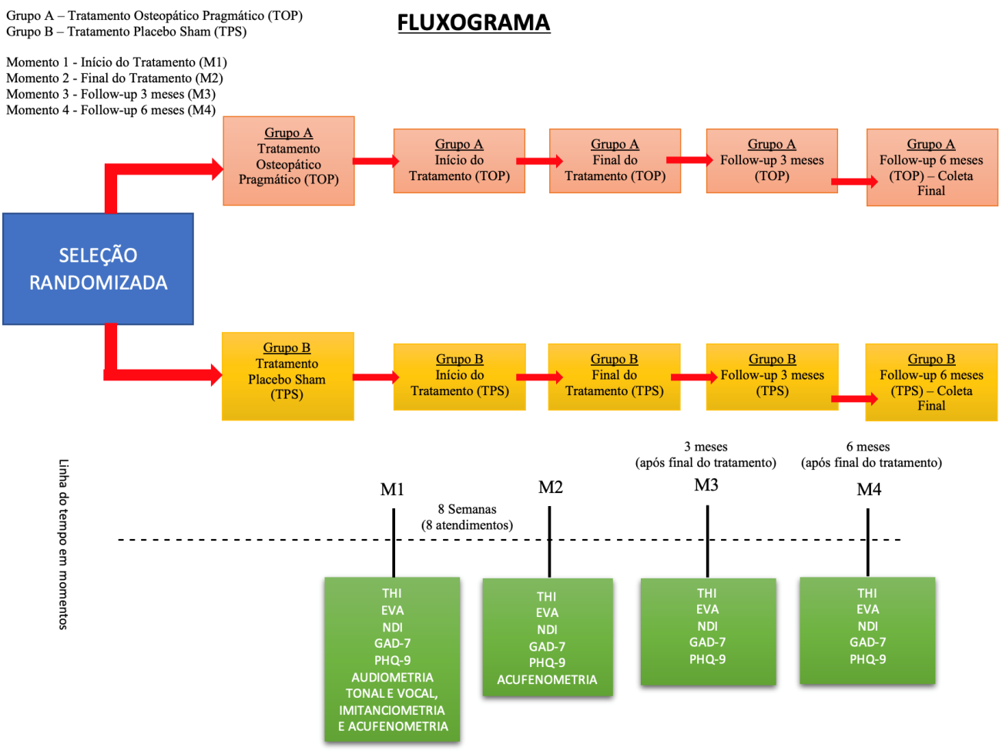 Grupo A – Tratamento Osteopático Pragmático (TOP)
Grupo B – Tratamento Placebo Sham (TPS)
FLUXOGRAMA
Momento 1 - Início do Tratamento (M1)
Momento 2 - Final do Tratamento (M2)
Momento 3 - Follow-up 3 meses (M3)
Momento 4 - Follow-up 6 meses (M4)
SELEÇÃO
RANDOMIZADA
Grupo A
Tratamento
Osteopático
Pragmático (TOP)
Grupo A
Início do
Tratamento (TOP)
Grupo A
Final do
Tratamento (TOP)
Grupo A
Follow-up 3 meses
(TOP)
Grupo A
Follow-up 6 meses
(TOP) – Coleta
Final
Grupo B
Tratamento
Placebo Sham
(TPS)
Grupo B
Início do
Tratamento (TPS)
Grupo B
Final do
Tratamento (TPS)
Grupo B
Follow-up 3 meses
(TPS)
Grupo B
Follow-up 6 meses
(TPS) – Coleta
Final
Linha do tempo em momentos
M1
8 Semanas
(8 atendimentos)
M2
3 meses
(após final do tratamento)
M3
6 meses
(após final do tratamento)
M4
THI
EVA
NDI
GAD-7
PHQ-9
AUDIOMETRIA
TONAL E VOCAL,
IMITANCIOMETRIA
E ACUFENOMETRIA
THI
EVA
NDI
GAD-7
PHQ-9
ACUFENOMETRIA
THI
EVA
NDI
GAD-7
PHQ-9
THI
EVA
NDI
GAD-7
PHQ-9